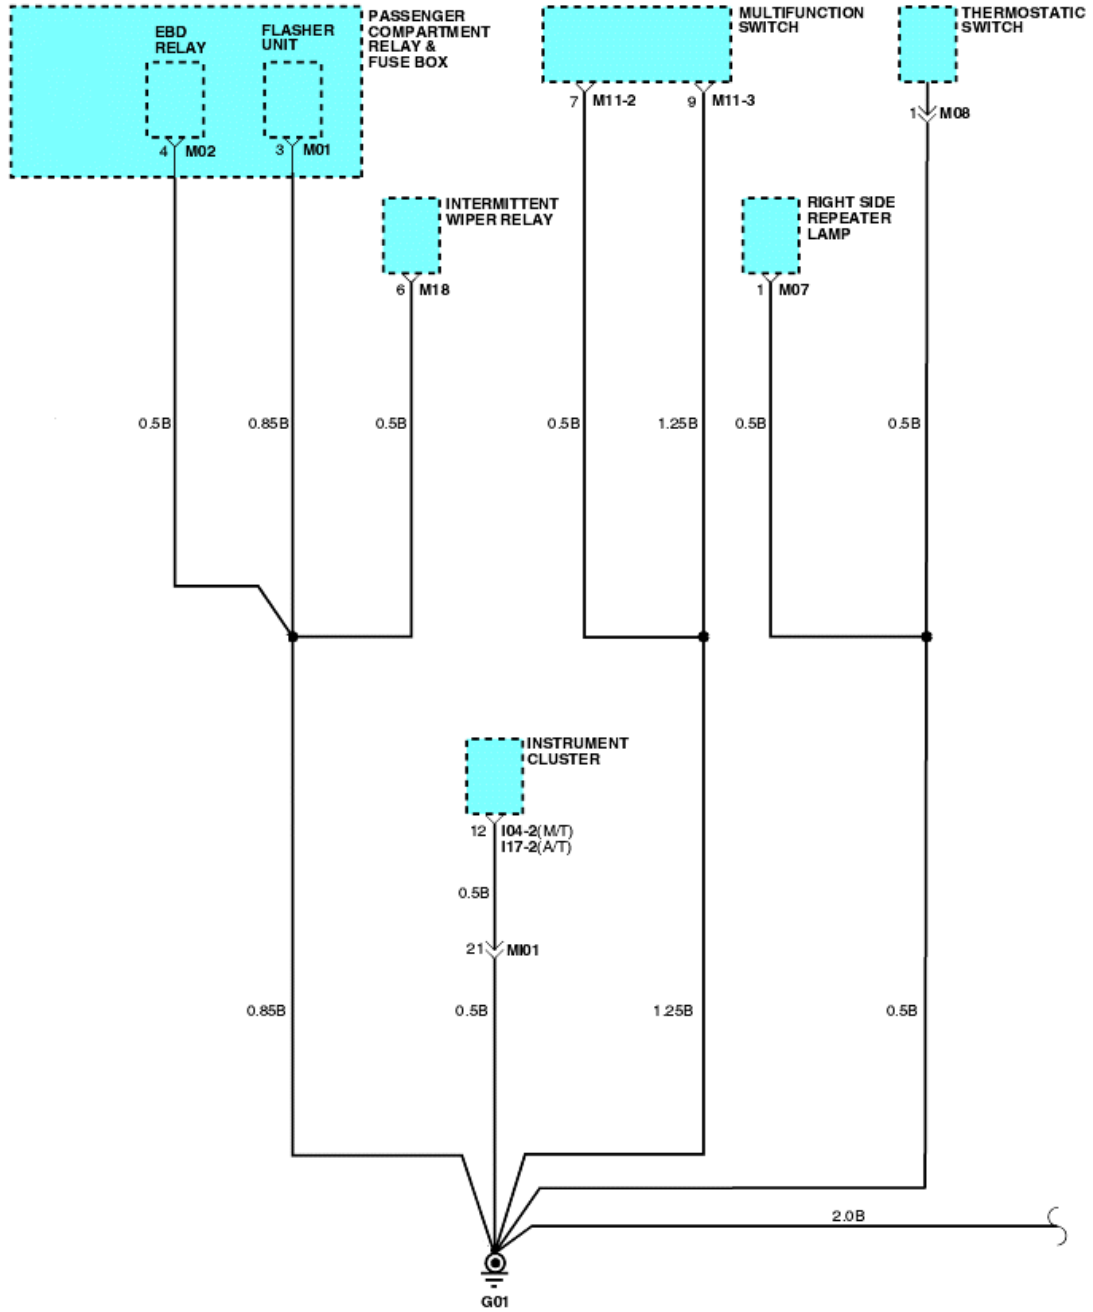 EBD
RELAY
FLASHER
UNIT
PASSENGER
COMPARTMENT
RELAY &
FUSE BOX
MULTIFUNCTION
SWITCH
THERMOSTATIC
SWITCH
4 M02
3 M01
7 M11-2
9 M11-3
1 M08
INTERMITTENT
WIPER RELAY
RIGHT SIDE
REPEATER
LAMP
6 M18
1 M07
0.5B
0.85B
0.5B
0.5B
1.25B
0.5B
0.5B
INSTRUMENT
CLUSTER
12 I04-2(M/T)
I17-2(A/T)
0.5B
21 MI01
0.85B
0.5B
1.25B
0.5B
2.0B
G01